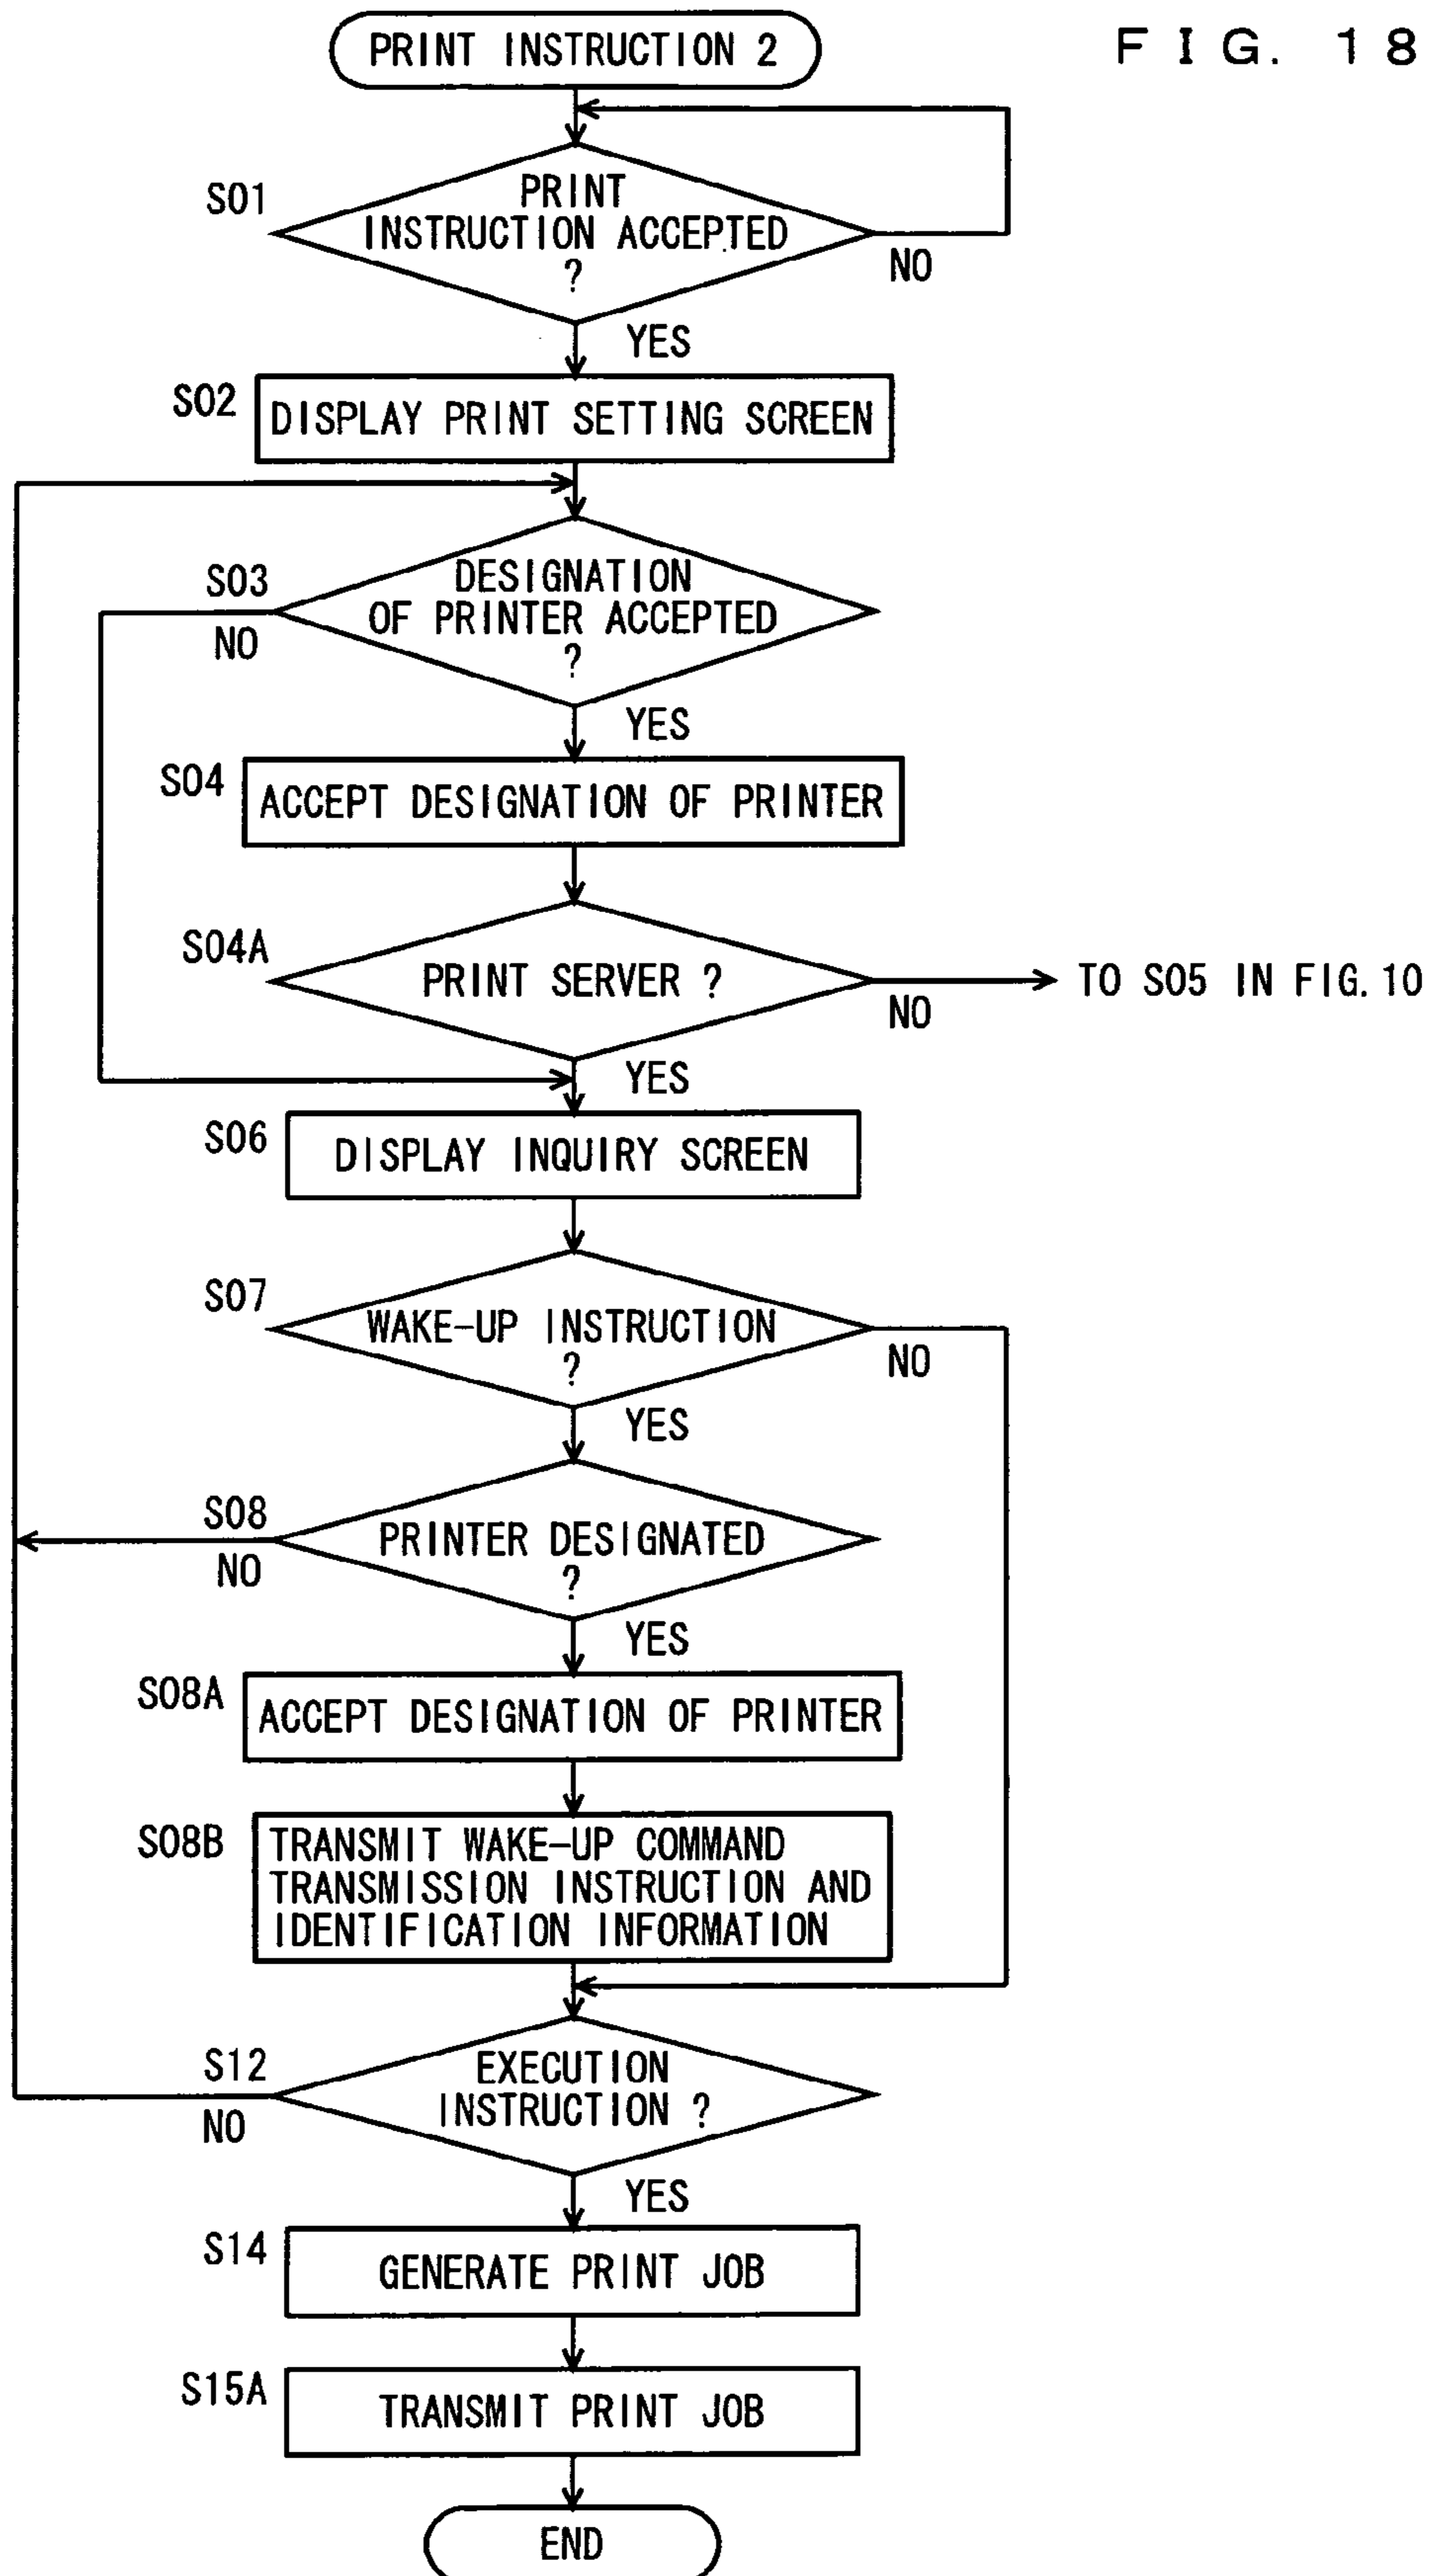 PRINT INSTRUCTION 2
FIG. 18
S01
PRINT
INSTRUCTION ACCEPTED
?
NO
YES
S02
DISPLAY PRINT SETTING SCREEN
S03
DESIGNATION
OF PRINTER ACCEPTED
?
NO
YES
S04
ACCEPT DESIGNATION OF PRINTER
S04A
PRINT SERVER ?
NO
TO S05 IN FIG. 10
YES
S06
DISPLAY INQUIRY SCREEN
S07
WAKE-UP INSTRUCTION
?
NO
YES
S08
PRINTER DESIGNATED
?
NO
YES
S08A
ACCEPT DESIGNATION OF PRINTER
S08B
TRANSMIT WAKE-UP COMMAND
TRANSMISSION INSTRUCTION AND
IDENTIFICATION INFORMATION
S12
EXECUTION
INSTRUCTION ?
NO
YES
S14
GENERATE PRINT JOB
S15A
TRANSMIT PRINT JOB
END